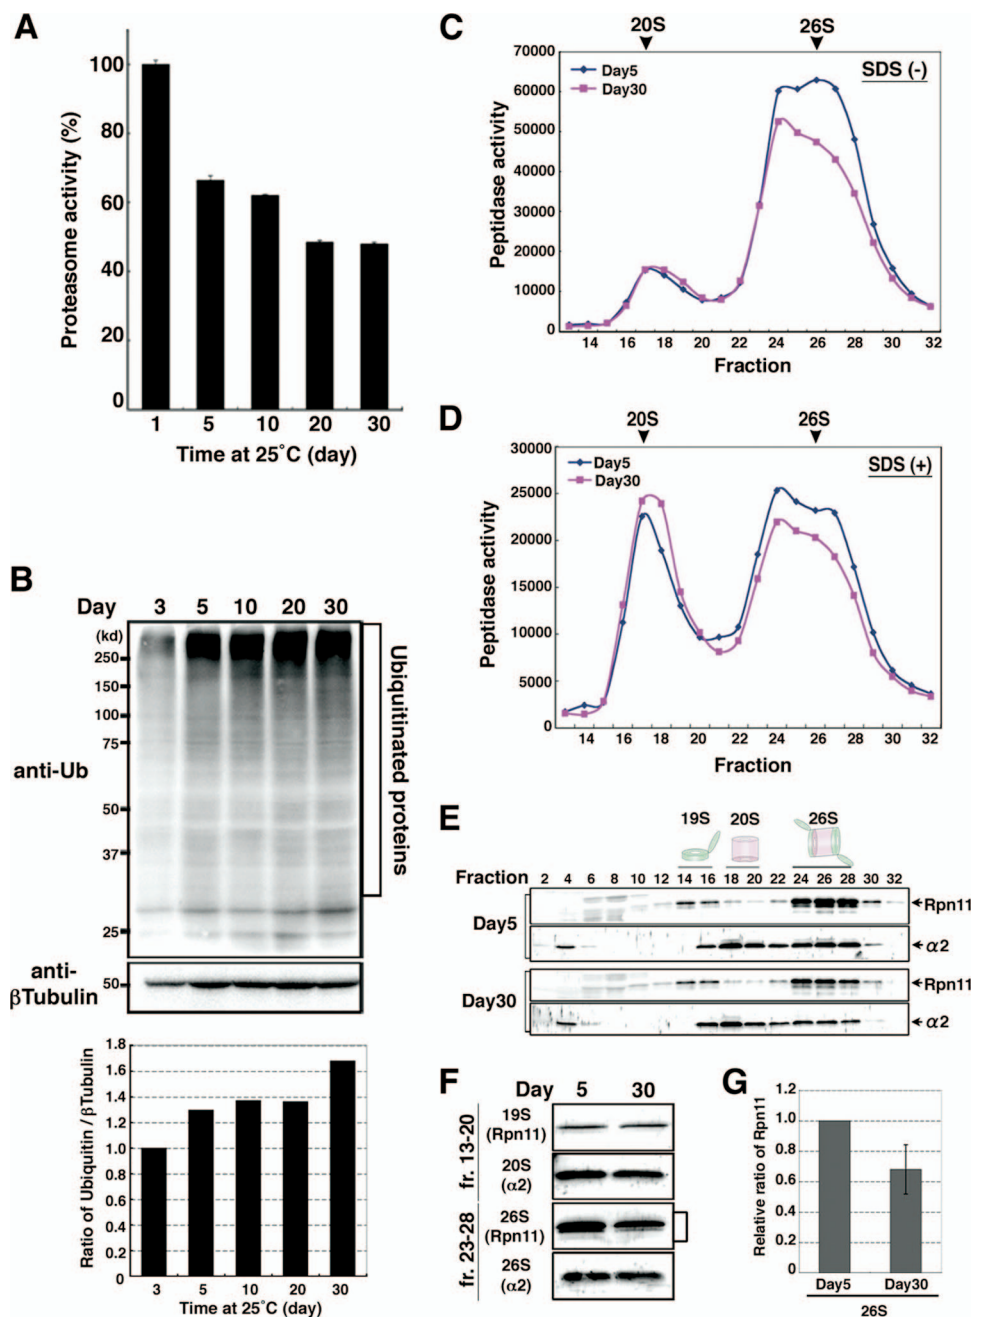 A
Proteasome activity (%)
100
80
60
40
20
0
1 5 10 20 30
Time at 25˚C (day)
B
Day 3 5 10 20 30
(kd)
250
150
100
75
50
37
25
anti-Ub
Ubiquitinated proteins
anti-
βTubulin
50
Ratio of Ubiquitin / βTubulin
1.8
1.6
1.4
1.2
1.0
0.8
0.6
0.4
0.2
0
3 5 10 20 30
Time at 25˚C (day)
C
20S 26S
SDS (-)
Day5
Day30
Peptidase activity
70000
60000
50000
40000
30000
20000
10000
0
14 16 18 20 22 24 26 28 30 32
Fraction
D
20S 26S
SDS (+)
Day5
Day30
Peptidase activity
30000
25000
20000
15000
10000
5000
0
14 16 18 20 22 24 26 28 30 32
Fraction
E
19S 20S 26S
Fraction 2 4 6 8 10 12 14 16 18 20 22 24 26 28 30 32
Day5
Rpn11
α2
Day30
Rpn11
α2
F
Day 5 30
fr. 13-20
19S
(Rpn11)
20S
(α2)
fr. 23-28
26S
(Rpn11)
26S
(α2)
G
Relative ratio of Rpn11
1.2
1.0
0.8
0.6
0.4
0.2
0
Day5 Day30
26S